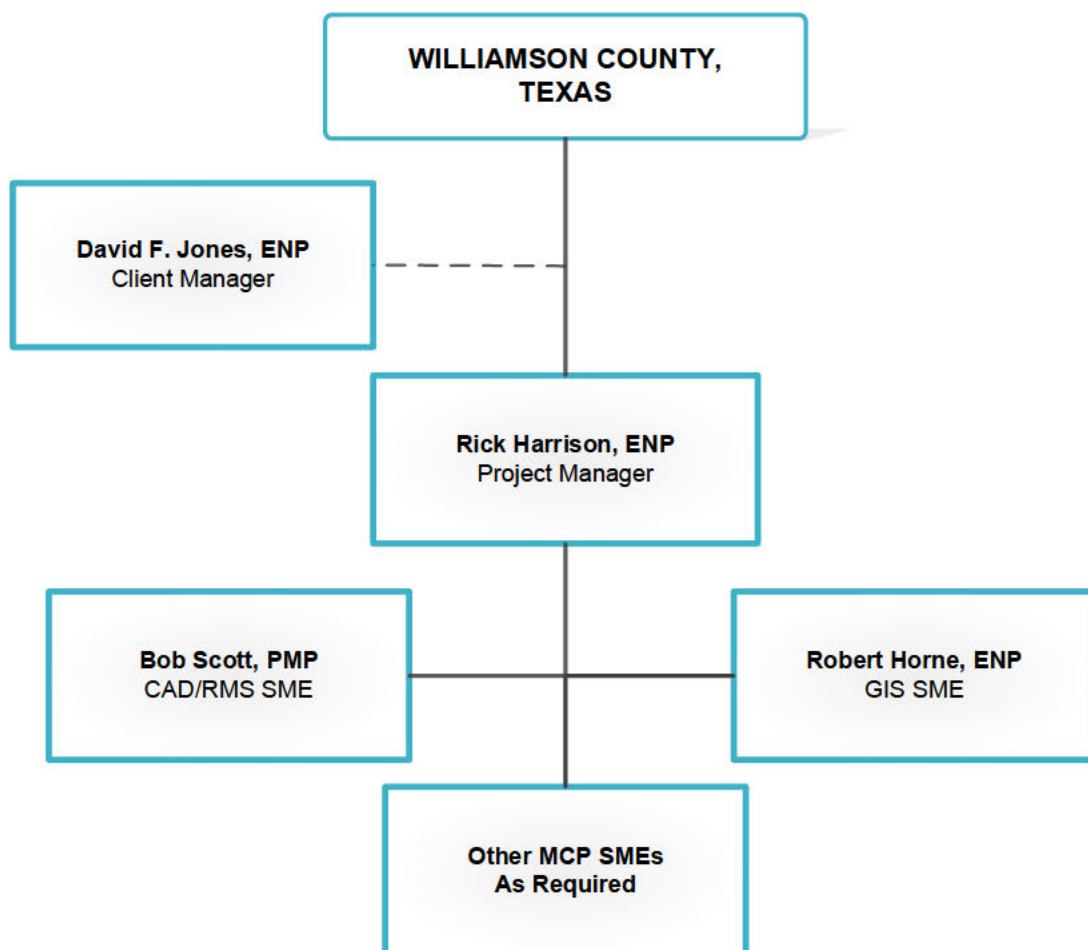 WILLIAMSON COUNTY,
TEXAS
David F. Jones, ENP
Client Manager
Rick Harrison, ENP
Project Manager
Bob Scott, PMP
CAD/RMS SME
Robert Horne, ENP
GIS SME
Other MCP SMEs
As Required